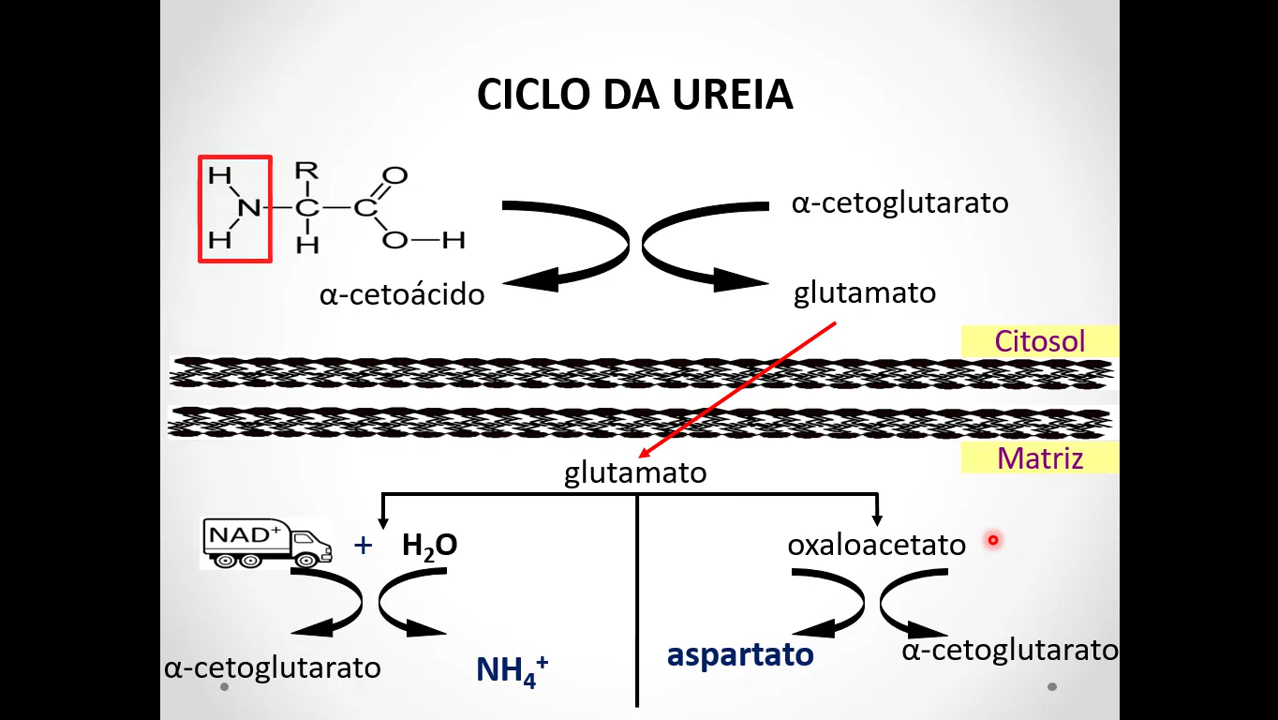 CICLO DA UREIA
H R O
N C C
H H O H
α-cetoglutarato
α-cetoácido
glutamato
Citosol
Matriz
glutamato
NAD⁺ + H₂O
oxaloacetato
α-cetoglutarato
NH₄⁺
aspartato
α-cetoglutarato